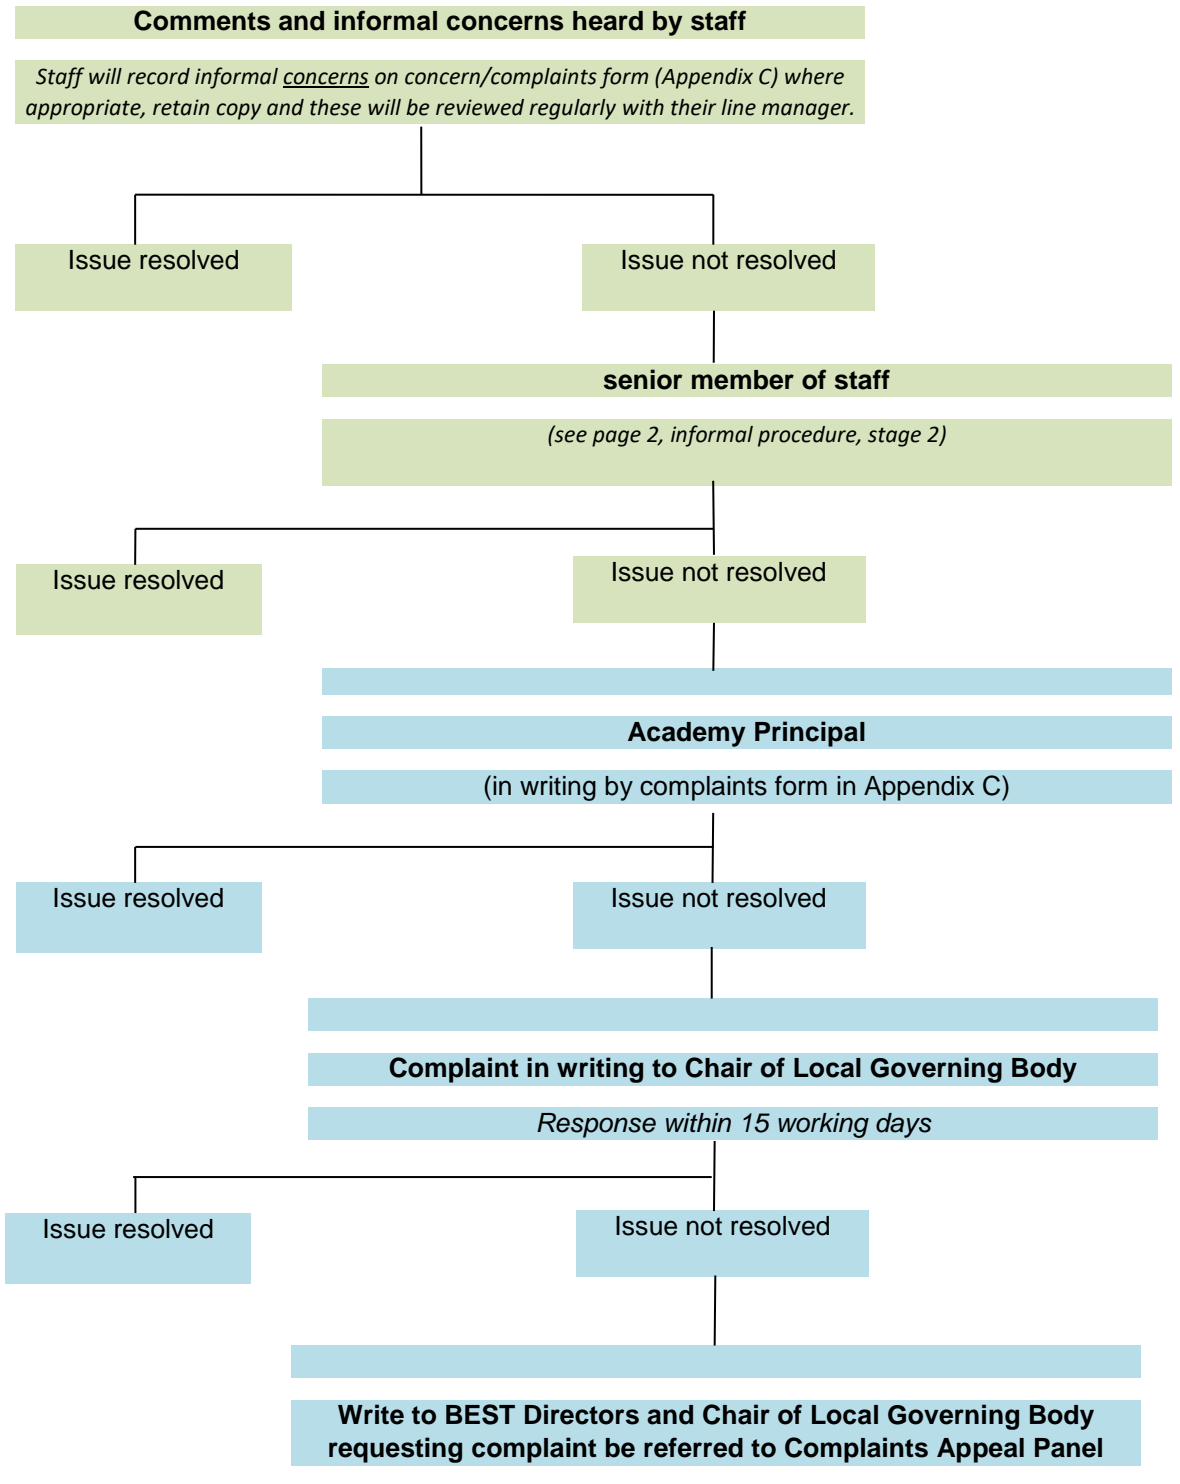 Comments and informal concerns heard by staff
Staff will record informal concerns on concern/complaints form (Appendix C) where
appropriate, retain copy and these will be reviewed regularly with their line manager.
Issue resolved
Issue not resolved
senior member of staff
(see page 2, informal procedure, stage 2)
Issue resolved
Issue not resolved
Academy Principal
(in writing by complaints form in Appendix C)
Issue resolved
Issue not resolved
Complaint in writing to Chair of Local Governing Body
Response within 15 working days
Issue resolved
Issue not resolved
Write to BEST Directors and Chair of Local Governing Body
requesting complaint be referred to Complaints Appeal Panel